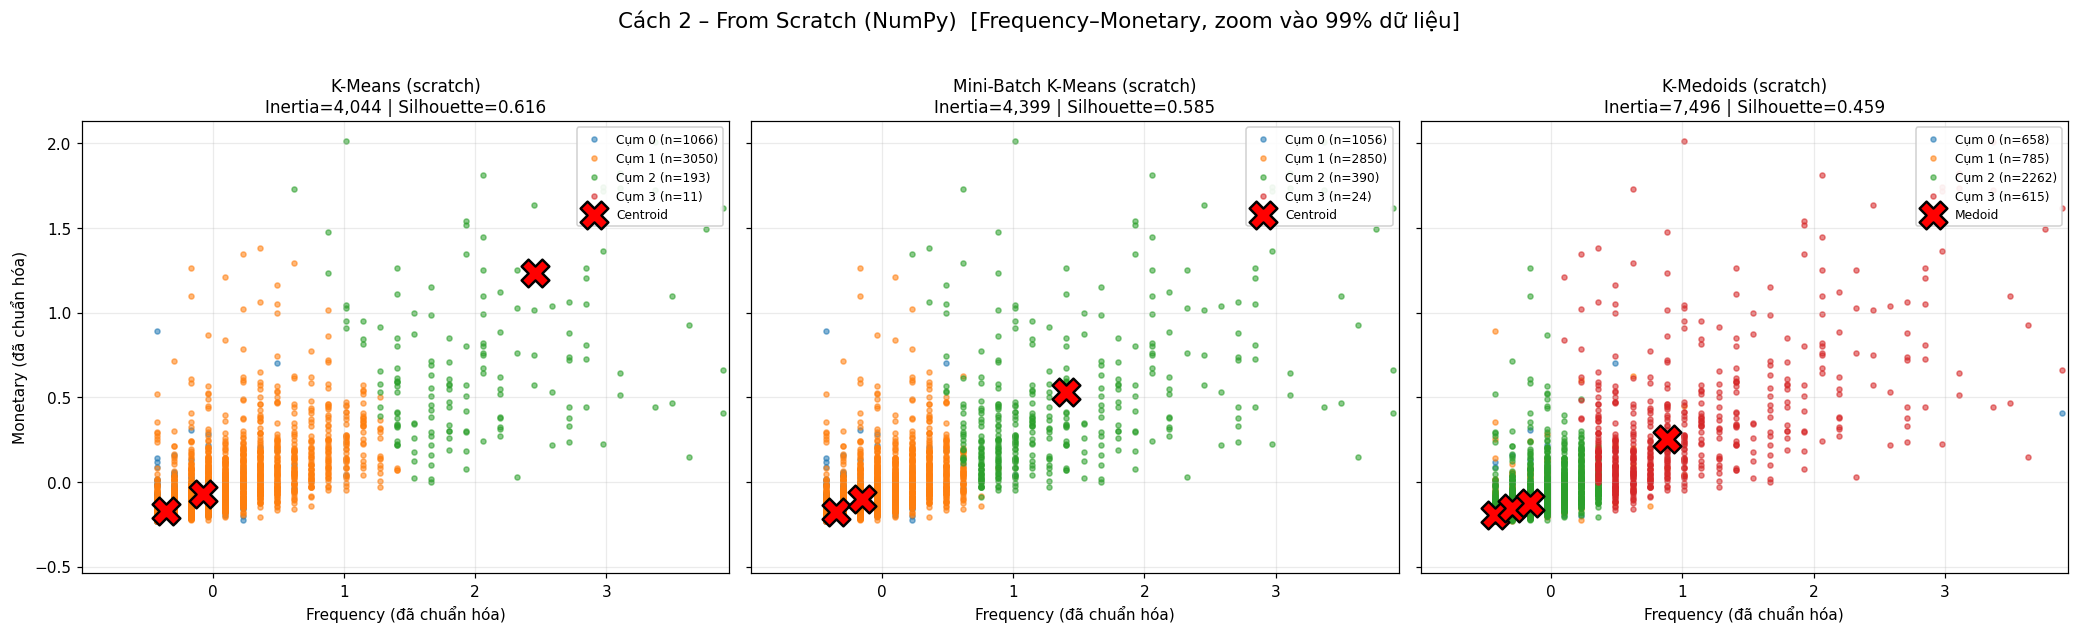 Cách 2 – From Scratch (NumPy)  [Frequency–Monetary, zoom vào 99% dữ liệu]
K-Means (scratch)
Inertia=4,044 | Silhouette=0.616
Cụm 0 (n=1066)
Cụm 1 (n=3050)
Cụm 2 (n=193)
Cụm 3 (n=11)
Centroid
2.0
1.5
1.0
0.5
0.0
−0.5
Monetary (đã chuẩn hóa)
0 1 2 3
Frequency (đã chuẩn hóa)
Mini-Batch K-Means (scratch)
Inertia=4,399 | Silhouette=0.585
Cụm 0 (n=1056)
Cụm 1 (n=2850)
Cụm 2 (n=390)
Cụm 3 (n=24)
Centroid
0 1 2 3
Frequency (đã chuẩn hóa)
K-Medoids (scratch)
Inertia=7,496 | Silhouette=0.459
Cụm 0 (n=658)
Cụm 1 (n=785)
Cụm 2 (n=2262)
Cụm 3 (n=615)
Medoid
0 1 2 3
Frequency (đã chuẩn hóa)